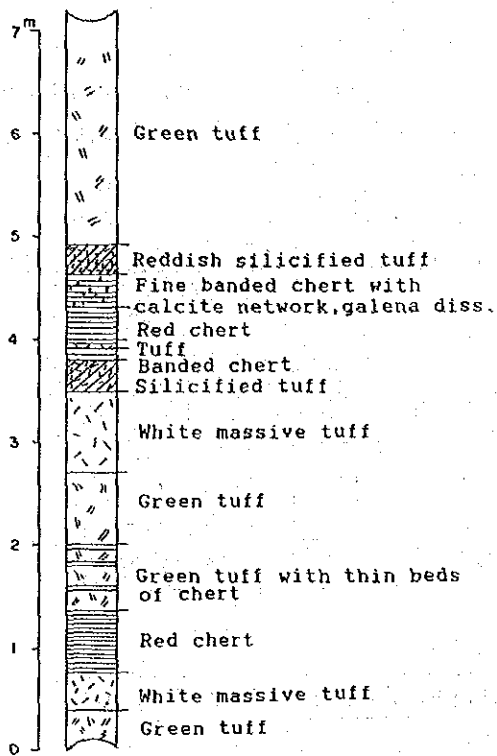 7 m
6
Green tuff
5
Reddish silicified tuff
Fine banded chert with
calcite network,galena diss.
Red chert
4
Tuff
Banded chert
Silicified tuff
White massive tuff
3
Green tuff
2
Green tuff with thin beds
of chert
Red chert
1
White massive tuff
Green tuff
0